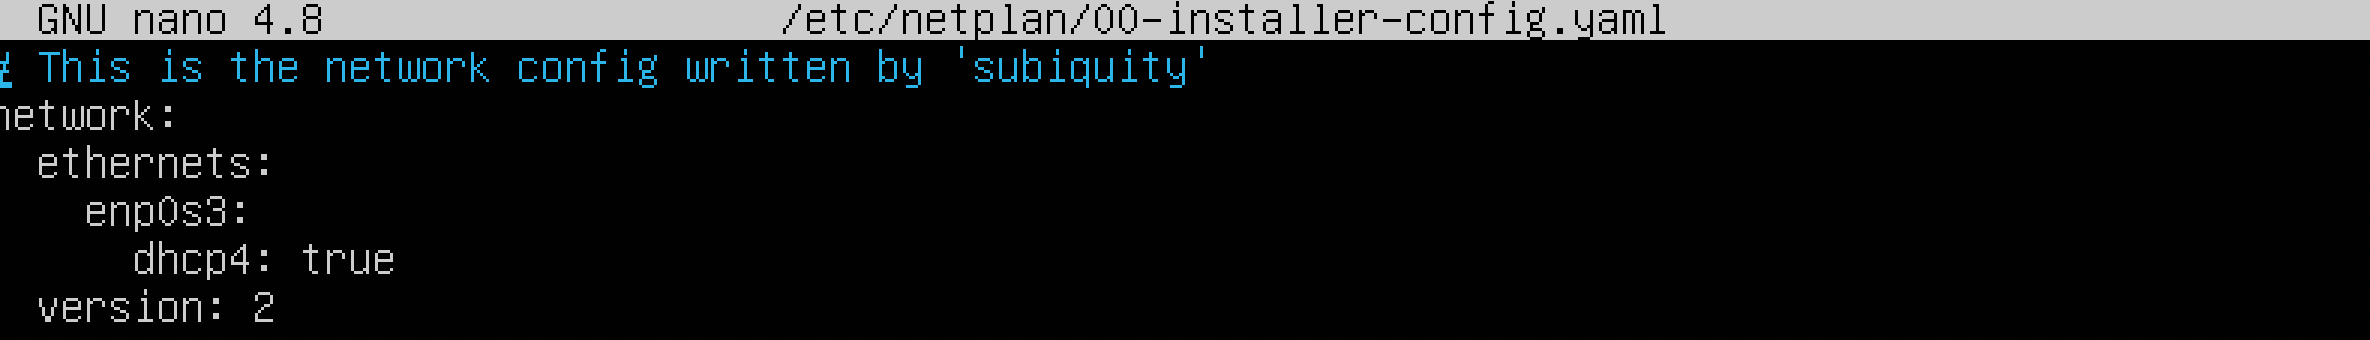 GNU nano 4.8 /etc/netplan/00-installer-config.yaml
# This is the network config written by 'subiquity'
network:
  ethernets:
    enp0s3:
      dhcp4: true
  version: 2